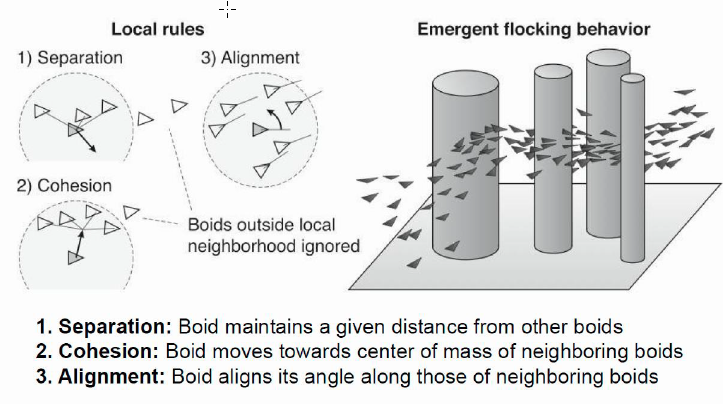 Local rules
1) Separation
3) Alignment
2) Cohesion
Boids outside local
neighborhood ignored
Emergent flocking behavior
1. Separation: Boid maintains a given distance from other boids
2. Cohesion: Boid moves towards center of mass of neighboring boids
3. Alignment: Boid aligns its angle along those of neighboring boids